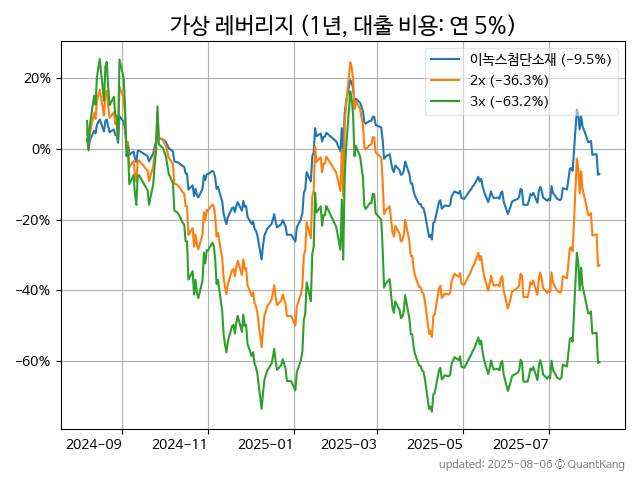 가상 레버리지 (1년, 대출 비용: 연 5%)
이녹스첨단소재 (−9.5%)
2x (−36.3%)
3x (−63.2%)
20%
0%
−20%
−40%
−60%
2024-09
2024-11
2025-01
2025-03
2025-05
2025-07
updated: 2025-08-06 © QuantKang